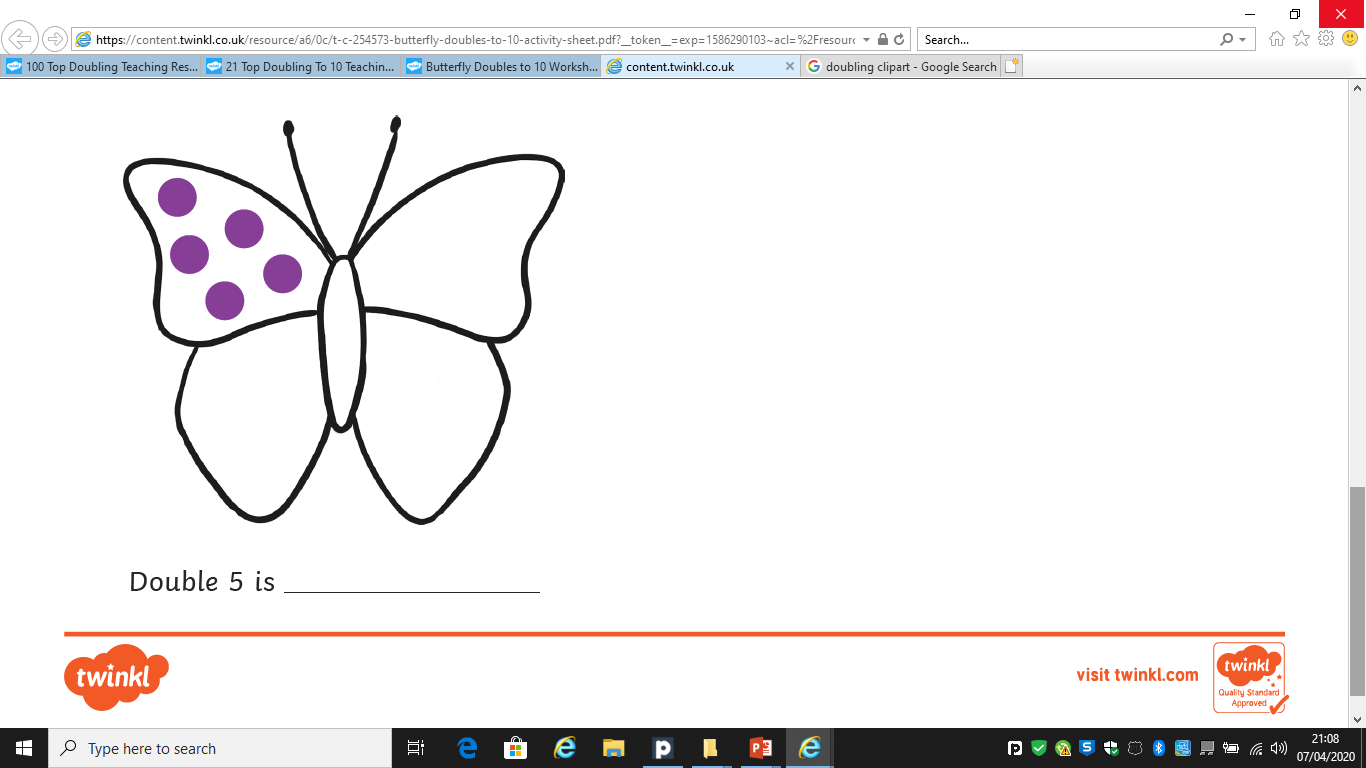 https://content.twinkl.co.uk/resource/a6/0c/t-c-254573-butterfly-doubles-to-10-activity-sheet.pdf?__token__=exp=1586290103~acl=%2Fresourc
Search...
100 Top Doubling Teaching Res...
21 Top Doubling To 10 Teachin...
Butterfly Doubles to 10 Worksh...
content.twinkl.co.uk
doubling clipart - Google Search
Double 5 is ____________________
twinkl
visit twinkl.com
twinkl
Quality Standard
Approved
Type here to search
21:08
07/04/2020